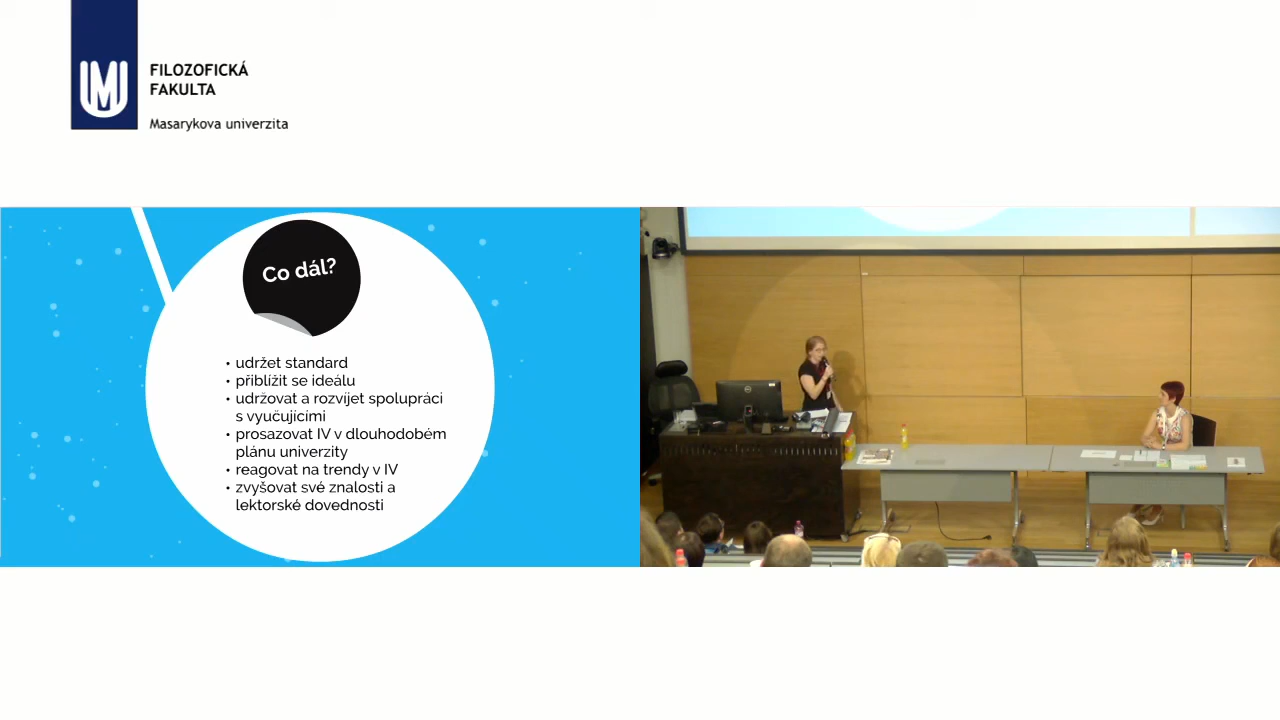 FILOZOFICKÁ
FAKULTA
Masarykova univerzita
Co dál?
• udržet standard
• přiblížit se ideálu
• udržovat a rozvíjet spolupráci
s vyučujícími
• prosazovat IV v dlouhodobém
plánu univerzity
• reagovat na trendy v IV
• zvyšovat své znalosti a
lektorské dovednosti